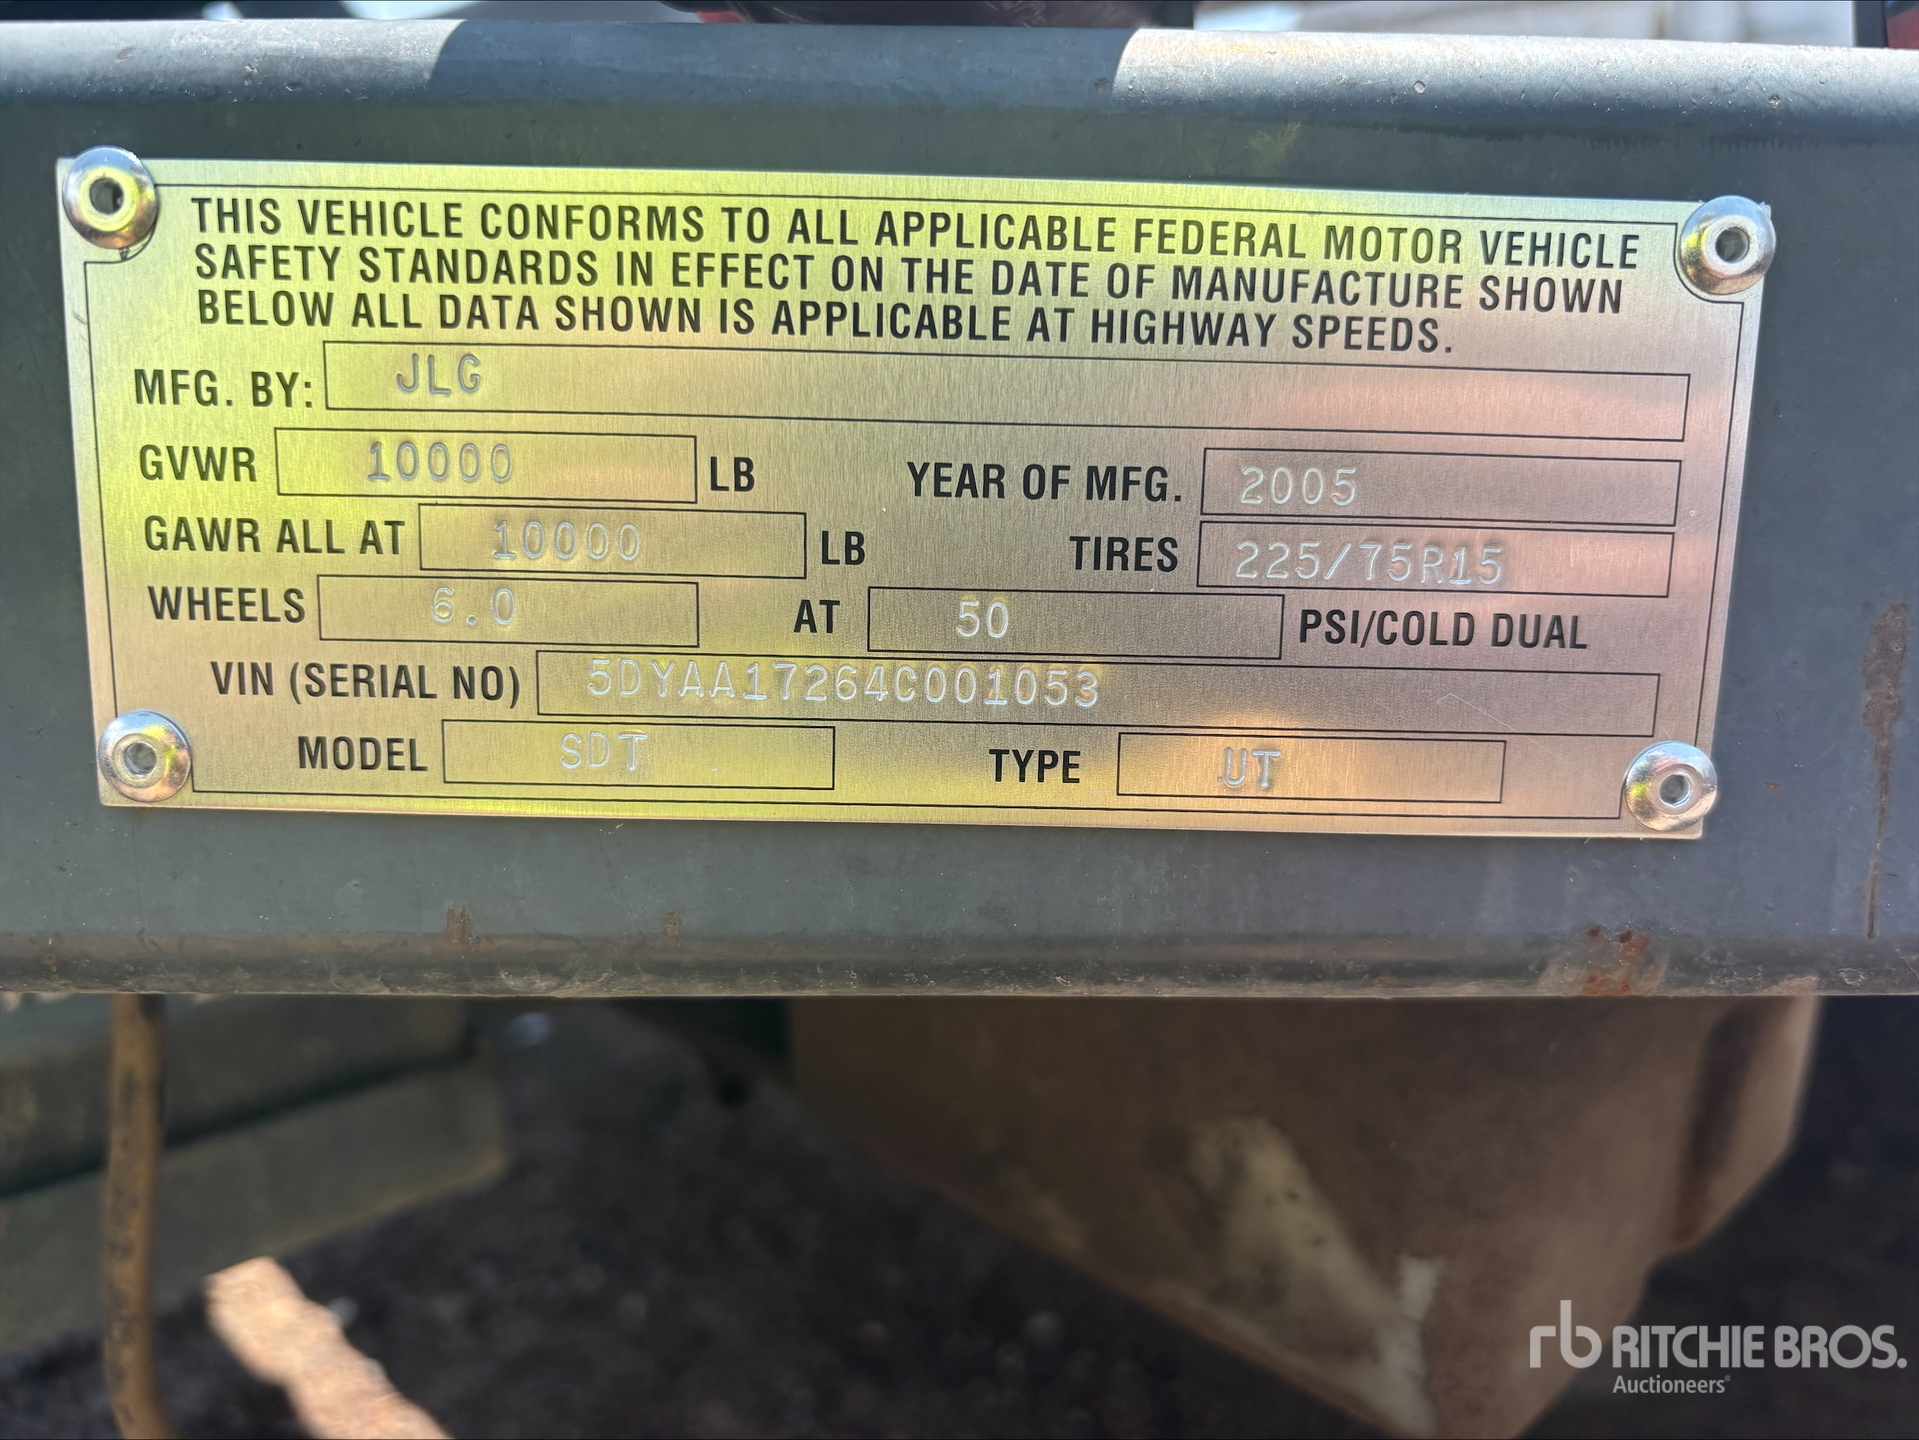 THIS VEHICLE CONFORMS TO ALL APPLICABLE FEDERAL MOTOR VEHICLE
SAFETY STANDARDS IN EFFECT ON THE DATE OF MANUFACTURE SHOWN
BELOW ALL DATA SHOWN IS APPLICABLE AT HIGHWAY SPEEDS.
MFG. BY: JLG
GVWR 10000 LB YEAR OF MFG. 2005
GAWR ALL AT 10000 LB TIRES 225/75R15
WHEELS 6.0 AT 50 PSI/COLD DUAL
VIN (SERIAL NO) 5DYAA17264C001053
MODEL SDT TYPE UT
rb RITCHIE BROS.
Auctioneers®